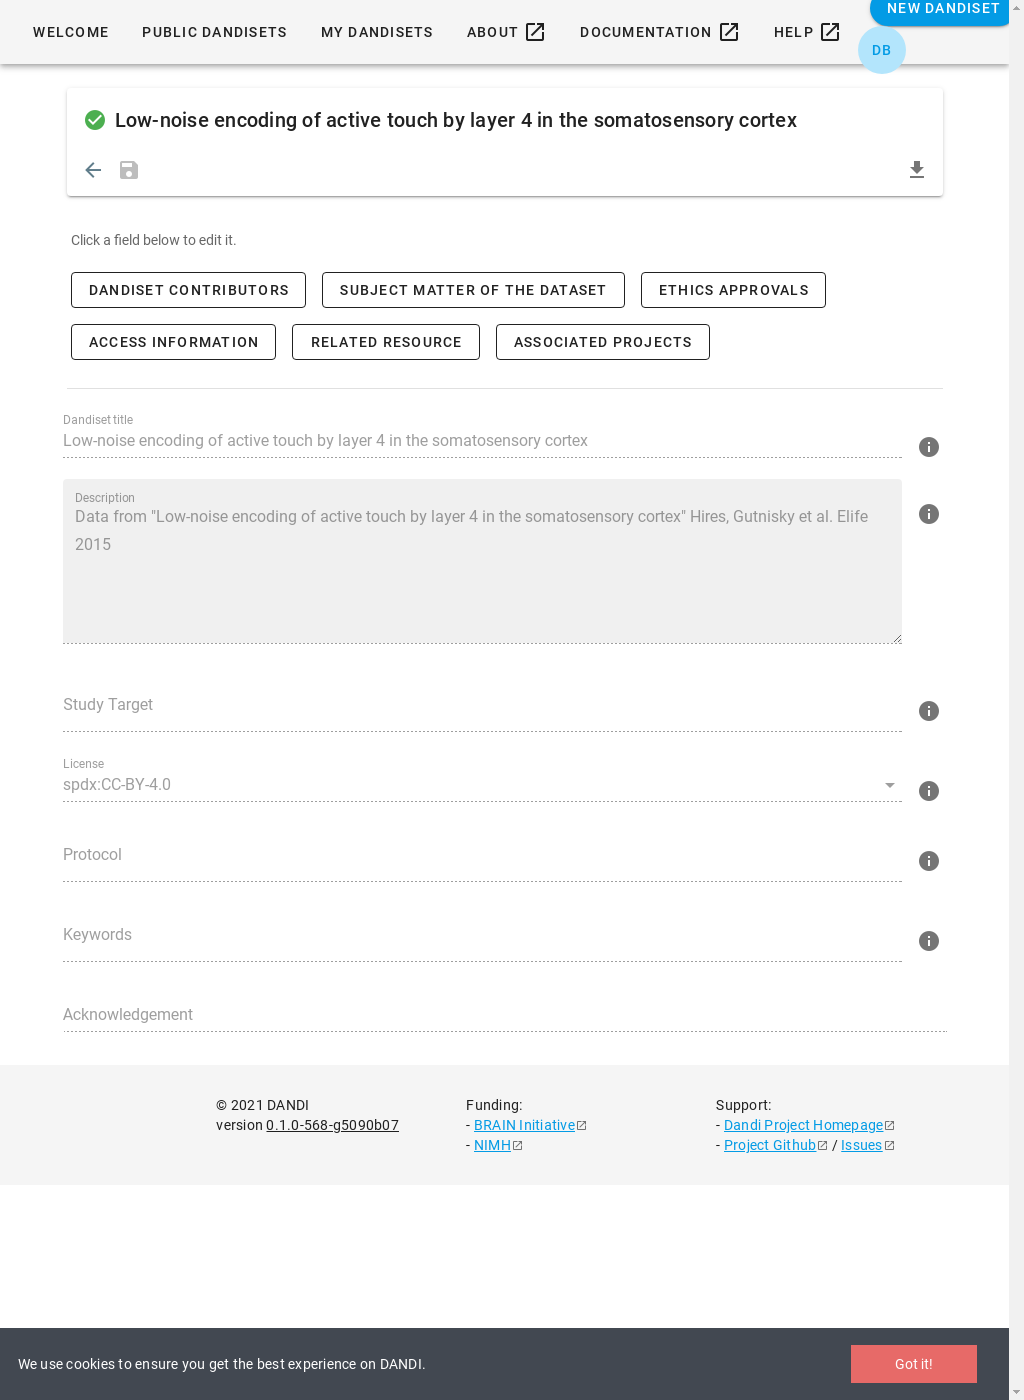 WELCOME PUBLIC DANDISETS MY DANDISETS ABOUT DOCUMENTATION HELP NEW DANDISET
DB
Low-noise encoding of active touch by layer 4 in the somatosensory cortex
Click a field below to edit it.
DANDISET CONTRIBUTORS SUBJECT MATTER OF THE DATASET ETHICS APPROVALS
ACCESS INFORMATION RELATED RESOURCE ASSOCIATED PROJECTS
Dandiset title
Low-noise encoding of active touch by layer 4 in the somatosensory cortex
Description
Data from "Low-noise encoding of active touch by layer 4 in the somatosensory cortex" Hires, Gutnisky et al. Elife
2015
Study Target
License
spdx:CC-BY-4.0
Protocol
Keywords
Acknowledgement
© 2021 DANDI
version 0.1.0-568-g5090b07
Funding:
- BRAIN Initiative
- NIMH
Support:
- Dandi Project Homepage
- Project Github / Issues
We use cookies to ensure you get the best experience on DANDI.
Got it!